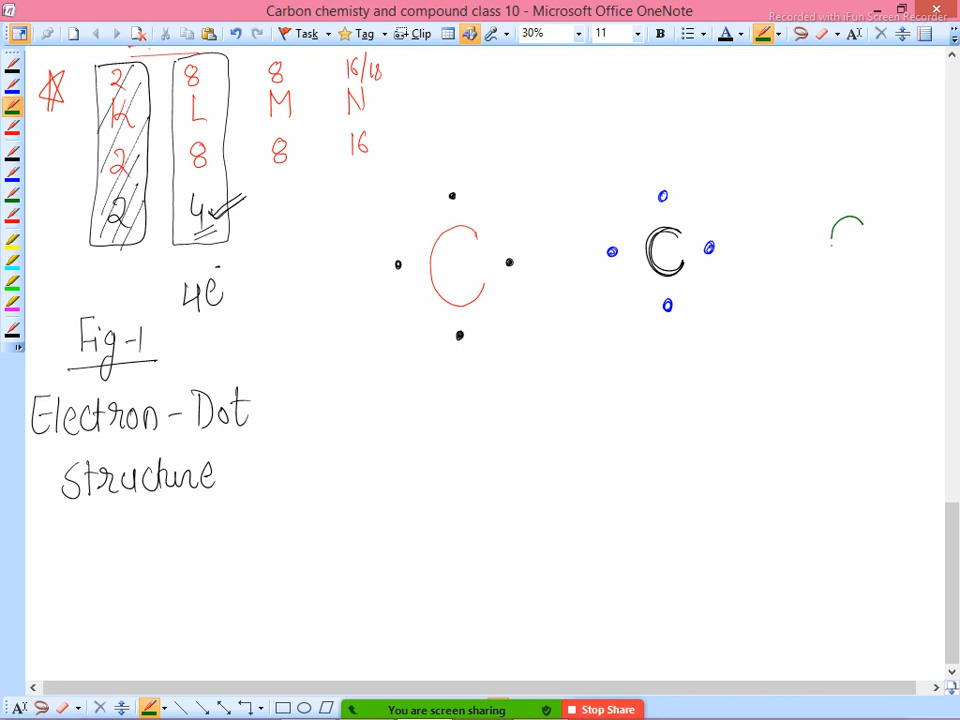 Carbon chemisty and compound class 10 - Microsoft Office OneNote
Recorded with iFun Screen Recorder
Task Tag Clip 30% 11 B A A
2 8 8 16/18
K L M N
2 8 8 16
2 4
4e-
C C
Fig-1
Electron-Dot
structure
You are screen sharing Stop Share